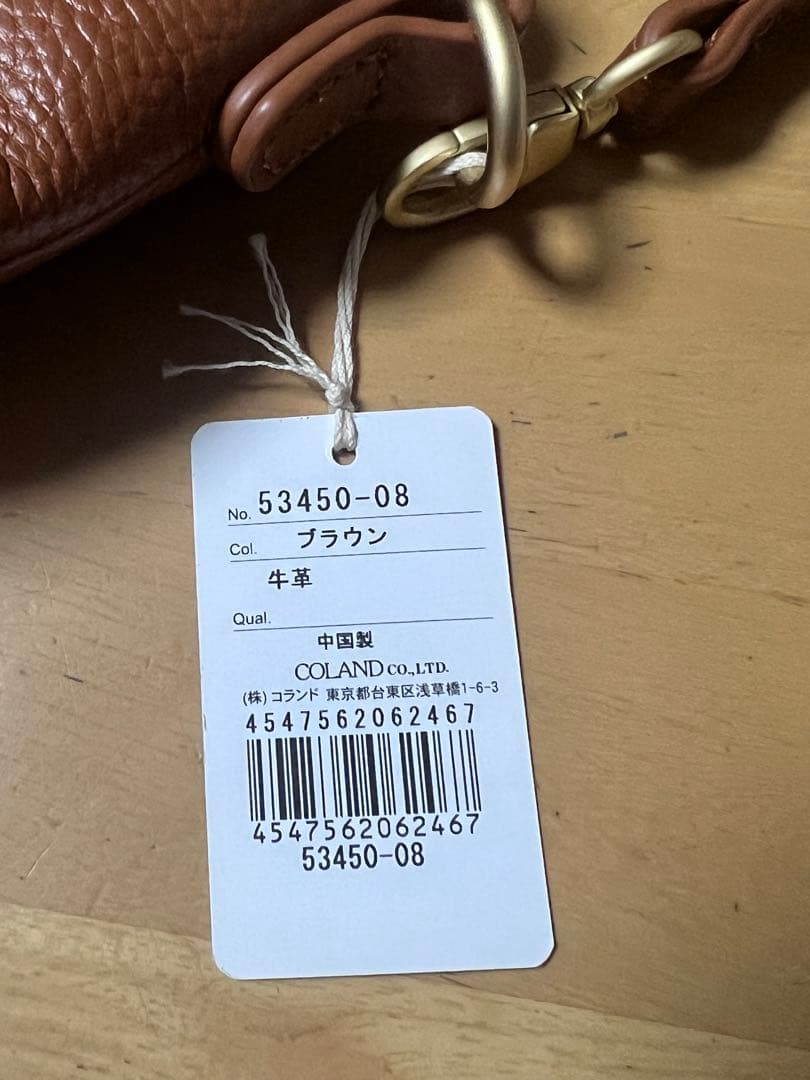 No. 53450-08
Col. ブラウン
牛革
Qual.
中国製
COLAND CO.,LTD.
(株)コランド 東京都台東区浅草橋1-6-3
4547562062467
4547562062467
53450-08